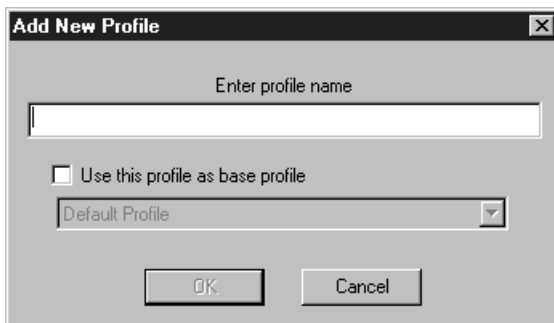 Add New Profile
Enter profile name
Use this profile as base profile
Default Profile
OK
Cancel